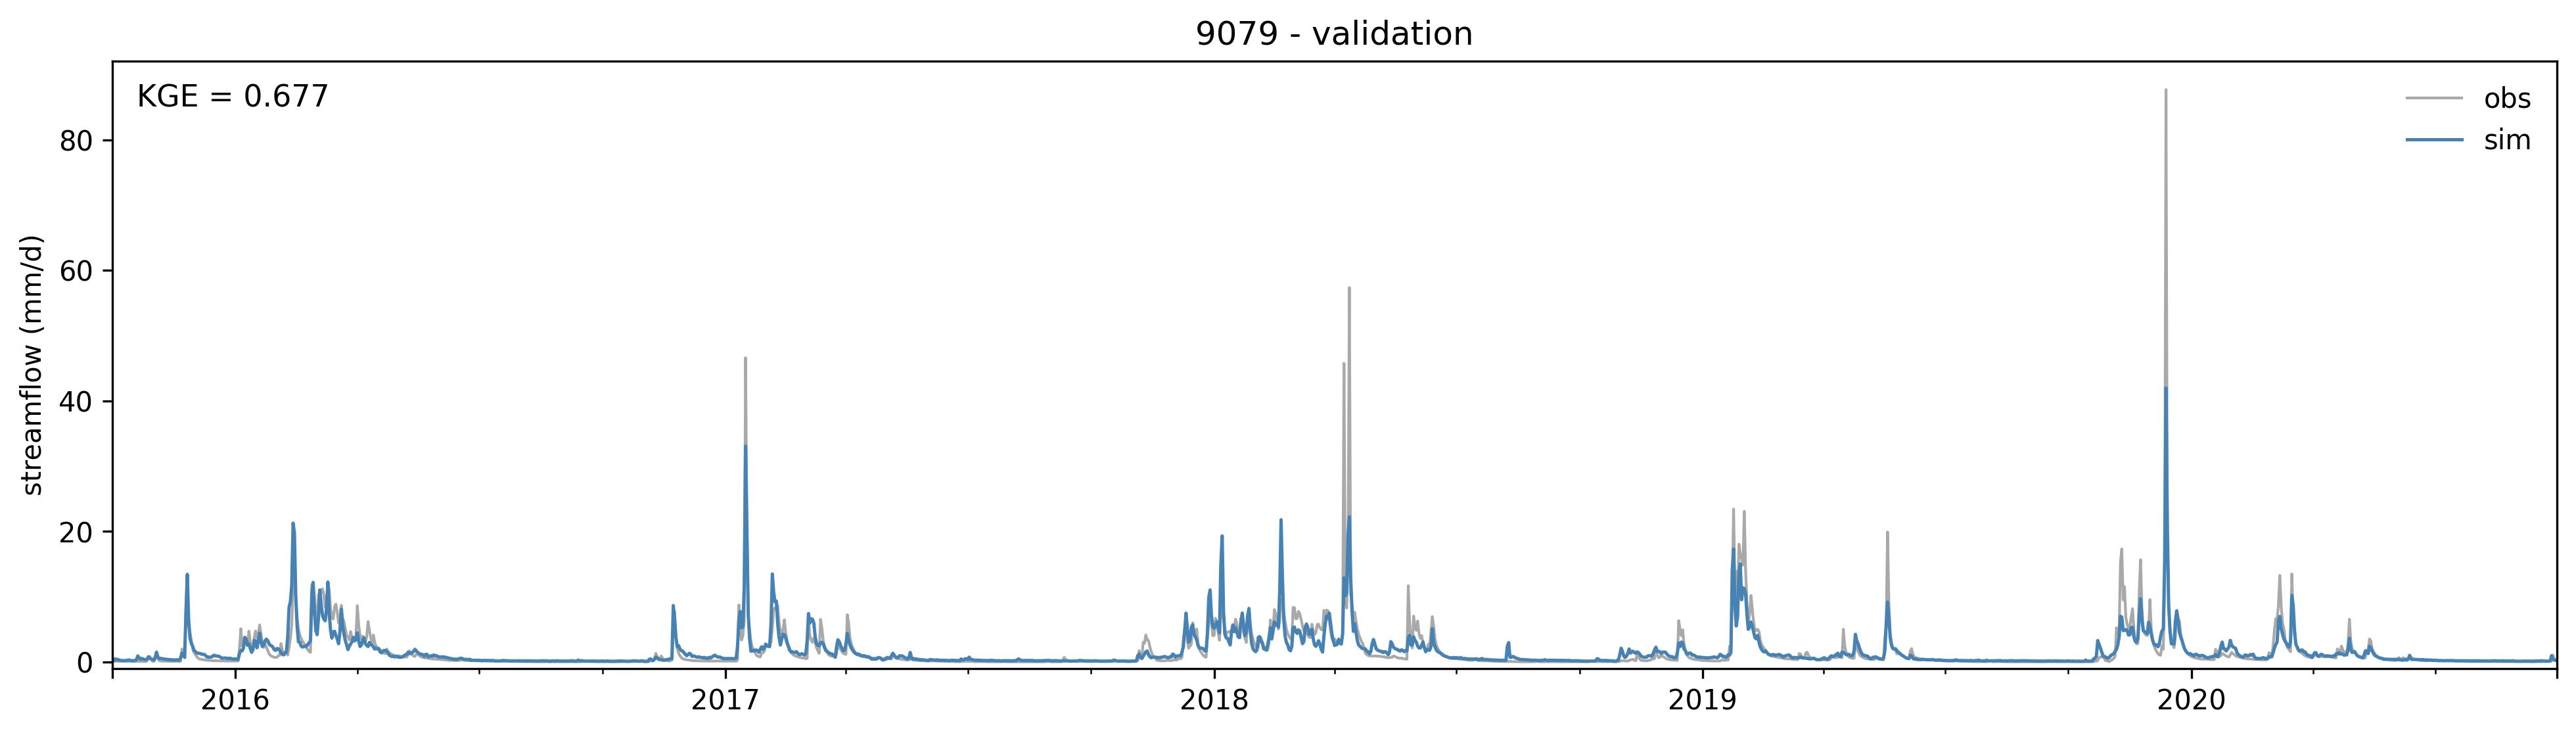 9079 - validation
KGE = 0.677
obs
sim
streamflow (mm/d)
80
60
40
20
0
2016
2017
2018
2019
2020